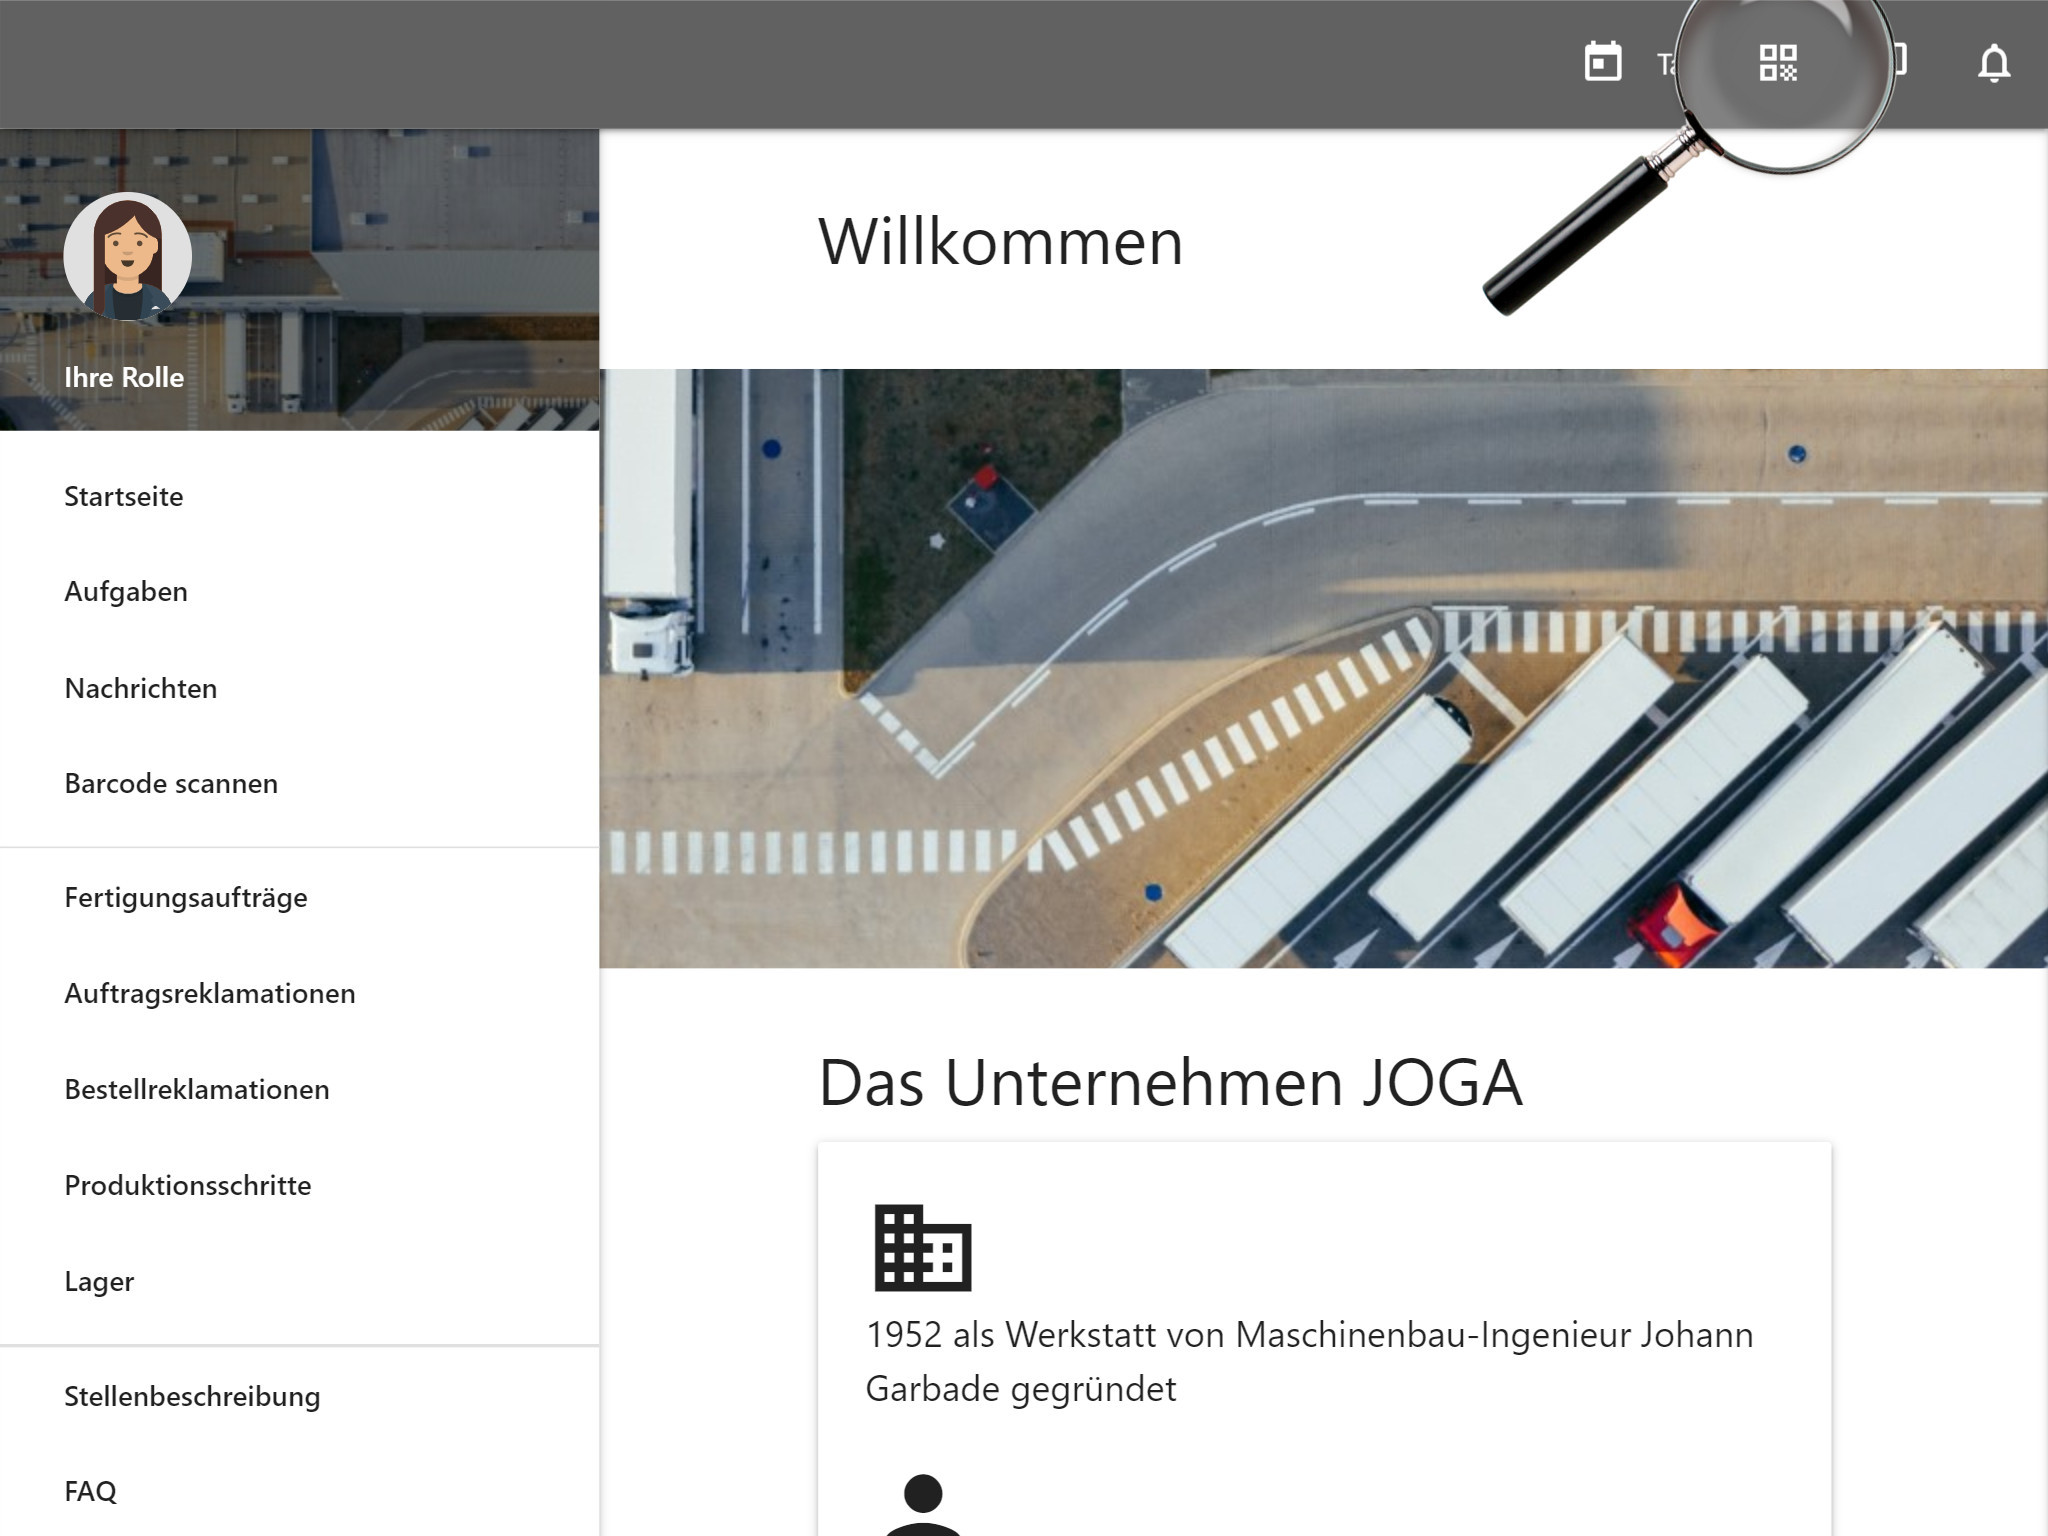 Willkommen
Ihre Rolle
Startseite
Aufgaben
Nachrichten
Barcode scannen
Fertigungsaufträge
Auftragsreklamationen
Bestellreklamationen
Produktionsschritte
Lager
Stellenbeschreibung
FAQ
Das Unternehmen JOGA
1952 als Werkstatt von Maschinenbau-Ingenieur Johann
Garbade gegründet